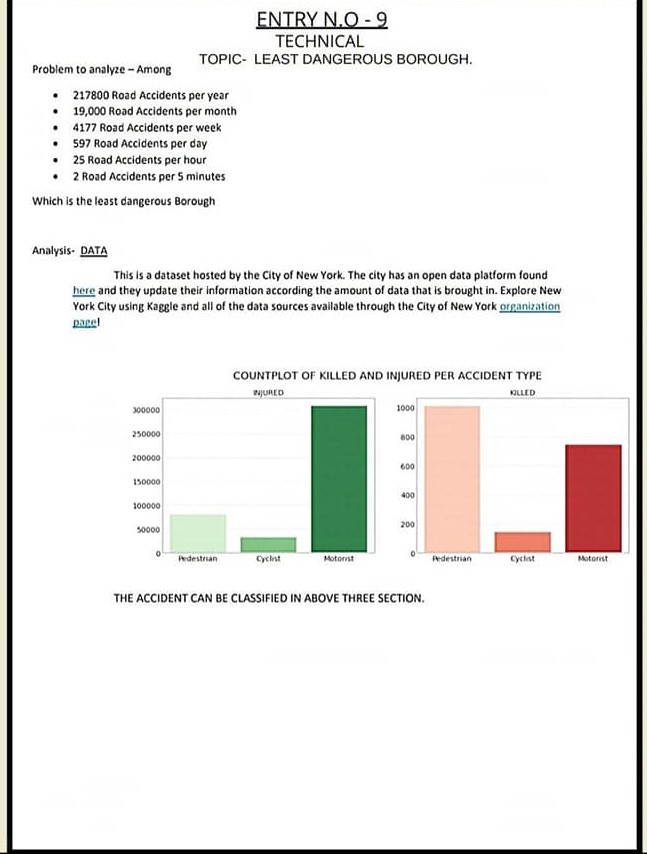 ENTRY N.O - 9
TECHNICAL
TOPIC- LEAST DANGEROUS BOROUGH.
Problem to analyze – Among
• 217800 Road Accidents per year
• 19,000 Road Accidents per month
• 4177 Road Accidents per week
• 597 Road Accidents per day
• 25 Road Accidents per hour
• 2 Road Accidents per 5 minutes
Which is the least dangerous Borough
Analysis- DATA
This is a dataset hosted by the City of New York. The city has an open data platform found
here and they update their information according the amount of data that is brought in. Explore New
York City using Kaggle and all of the data sources available through the City of New York organization
page!
COUNTPLOT OF KILLED AND INJURED PER ACCIDENT TYPE
INJURED
300000
250000
200000
150000
100000
50000
0
Pedestrian Cyclist Motorist
KILLED
1000
800
600
400
200
0
Pedestrian Cyclist Motorist
THE ACCIDENT CAN BE CLASSIFIED IN ABOVE THREE SECTION.